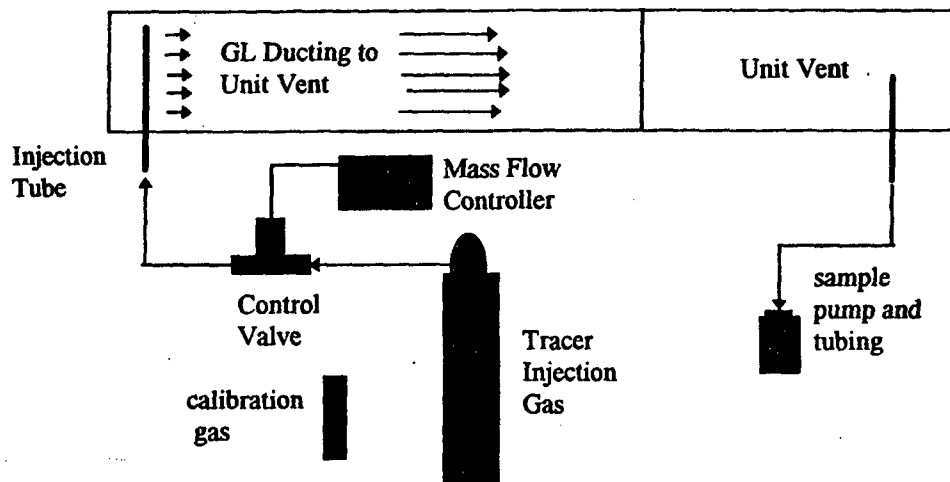 GL Ducting to
Unit Vent
Unit Vent
Injection
Tube
Mass Flow
Controller
Control
Valve
sample
pump and
tubing
Tracer
Injection
Gas
calibration
gas